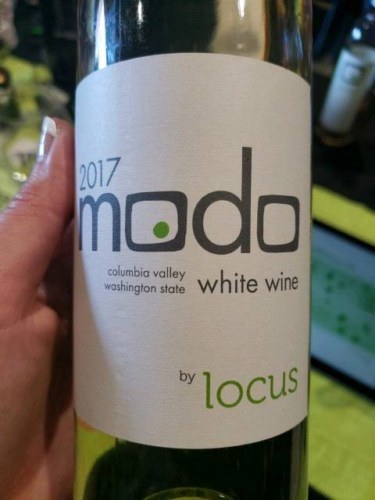 2017
modo
columbia valley
washington state
white wine
by locus